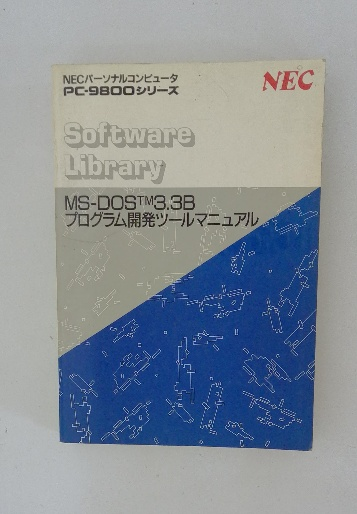 NECパーソナルコンピュータ
PC-9800シリーズ
NEC
Software
Library
MS-DOS™3.3B
プログラム開発ツールマニュアル